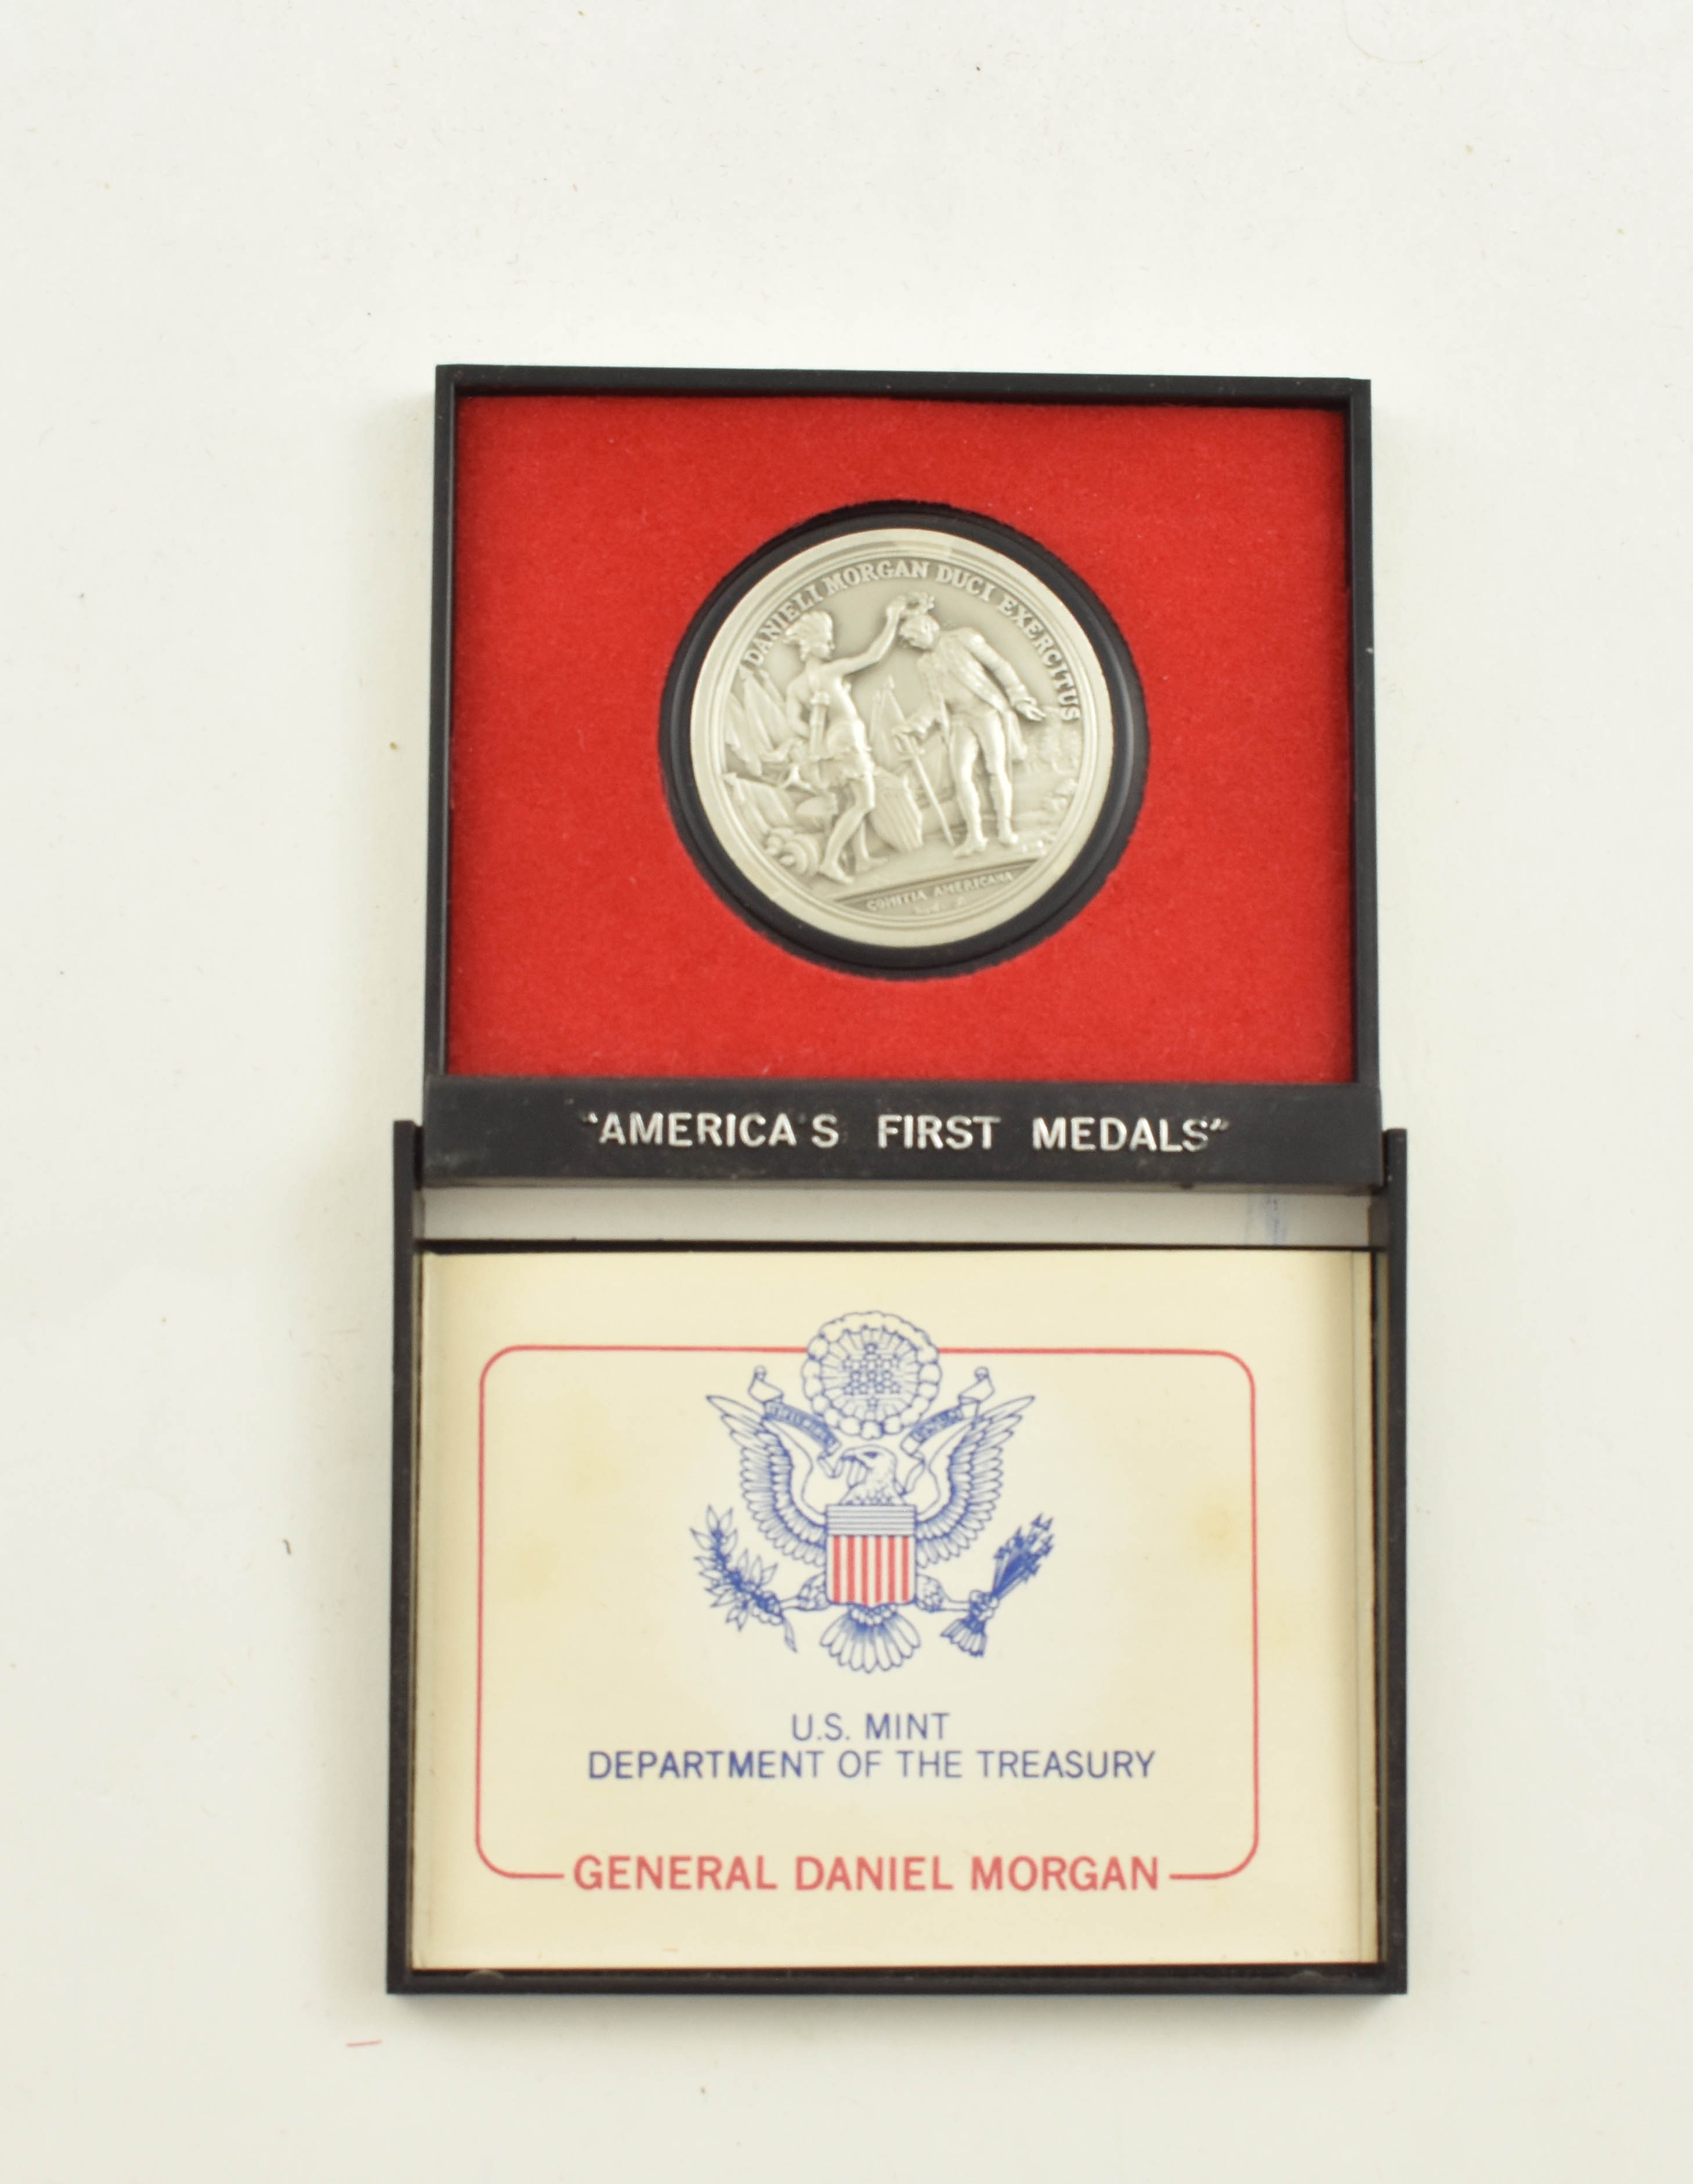 DANIELI MORGAN DUCI EXERCITUS
COMITIA AMERICANA
"AMERICA'S FIRST MEDALS"
U.S. MINT
DEPARTMENT OF THE TREASURY
GENERAL DANIEL MORGAN